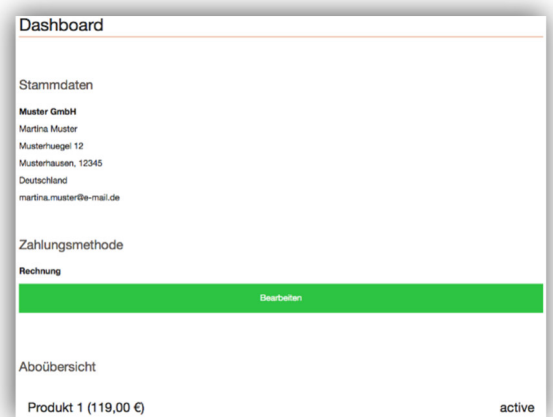 Dashboard
Stammdaten
Muster GmbH
Martina Muster
Musterhuegel 12
Musterhausen, 12345
Deutschland
martina.muster@e-mail.de
Zahlungsmethode
Rechnung
Bearbeiten
Aboübersicht
Produkt 1 (119,00 €) active